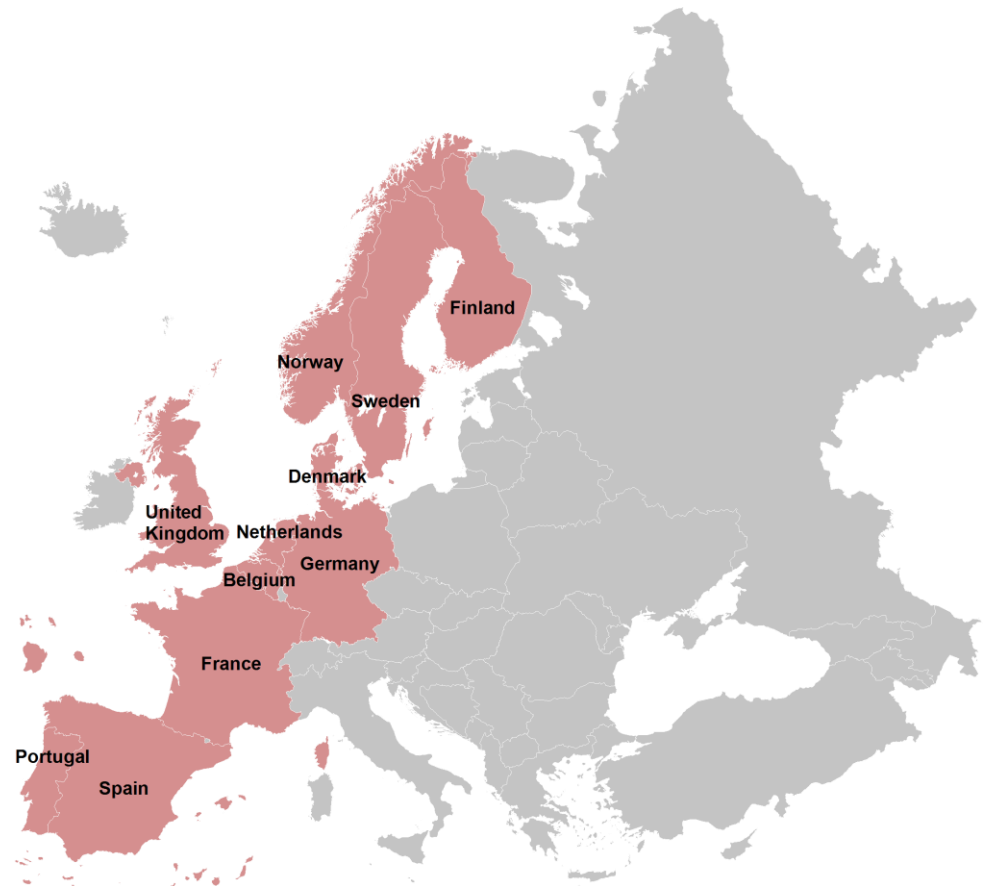 Finland
Norway
Sweden
Denmark
United
Kingdom
Netherlands
Germany
Belgium
France
Portugal
Spain